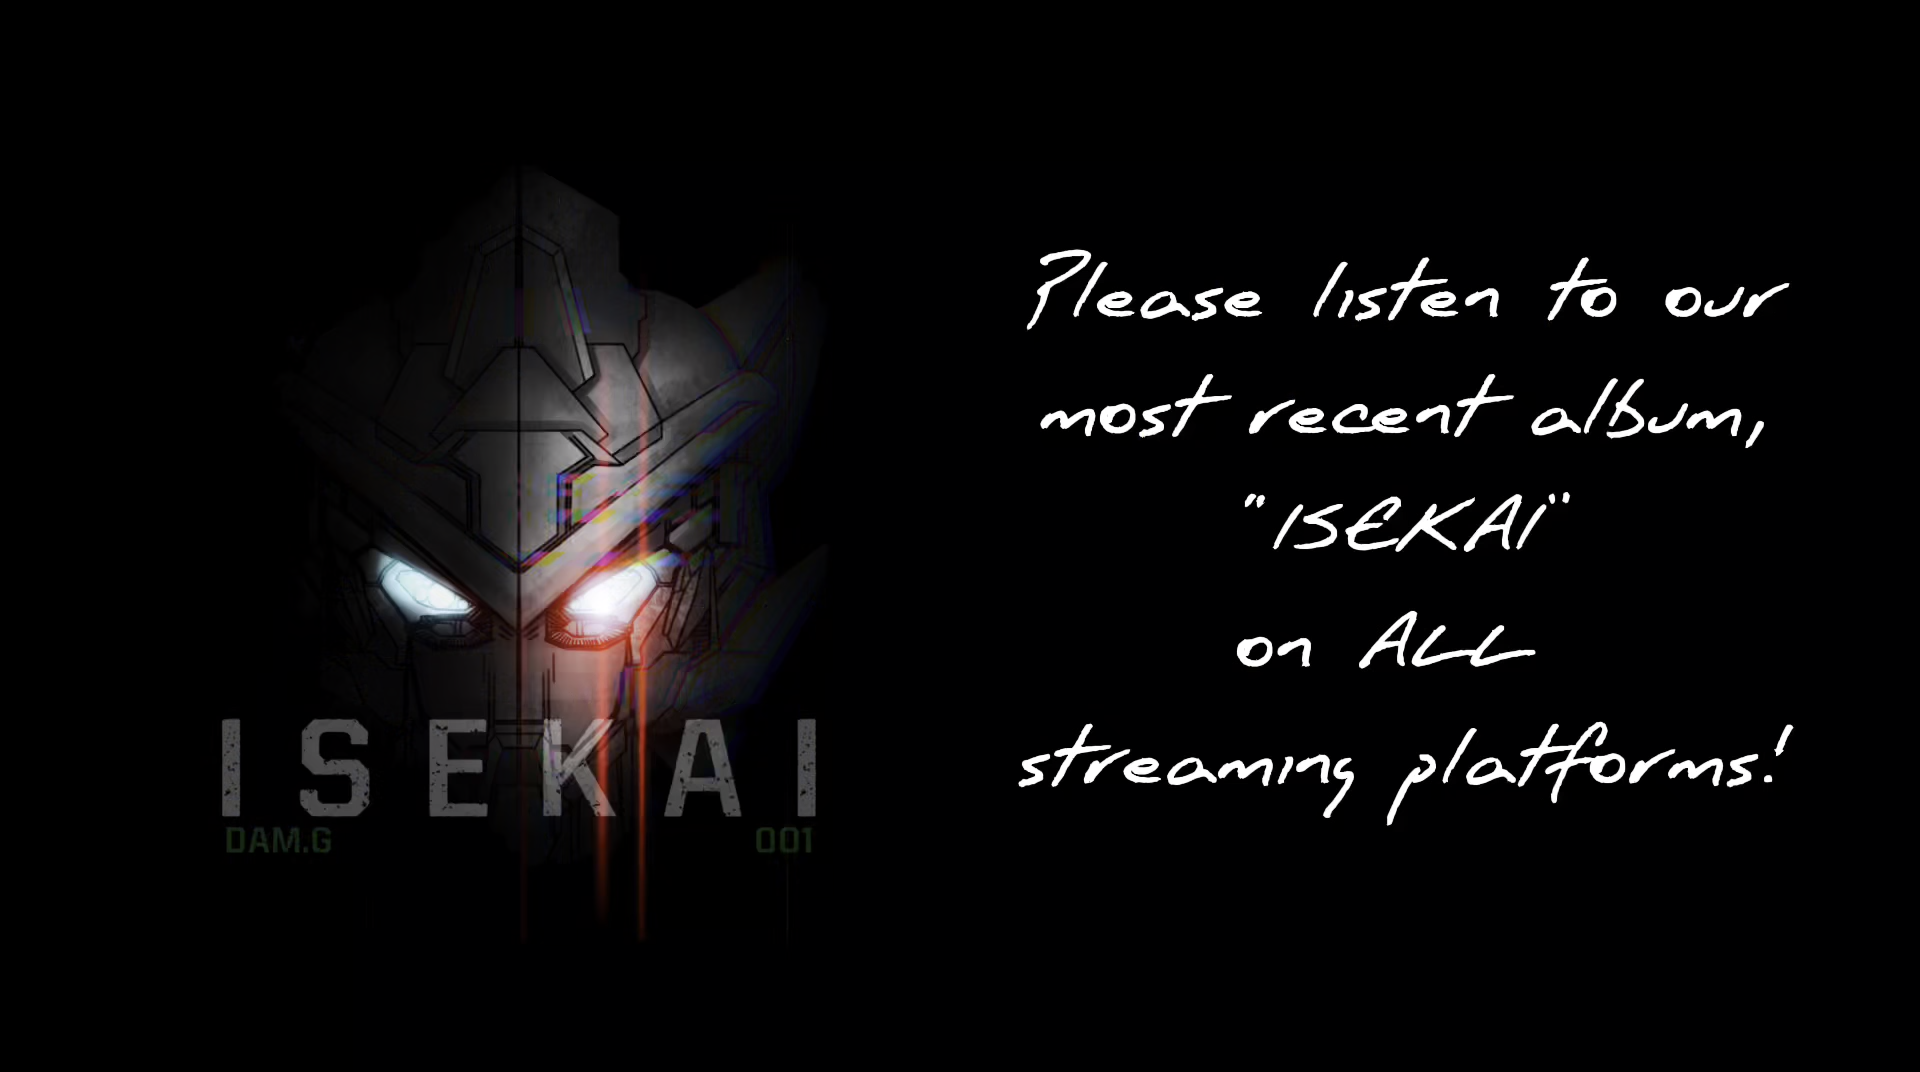 ISEKAI
DAM.G 001
Please listen to our
most recent album,
"ISEKAI"
on ALL
streaming platforms!